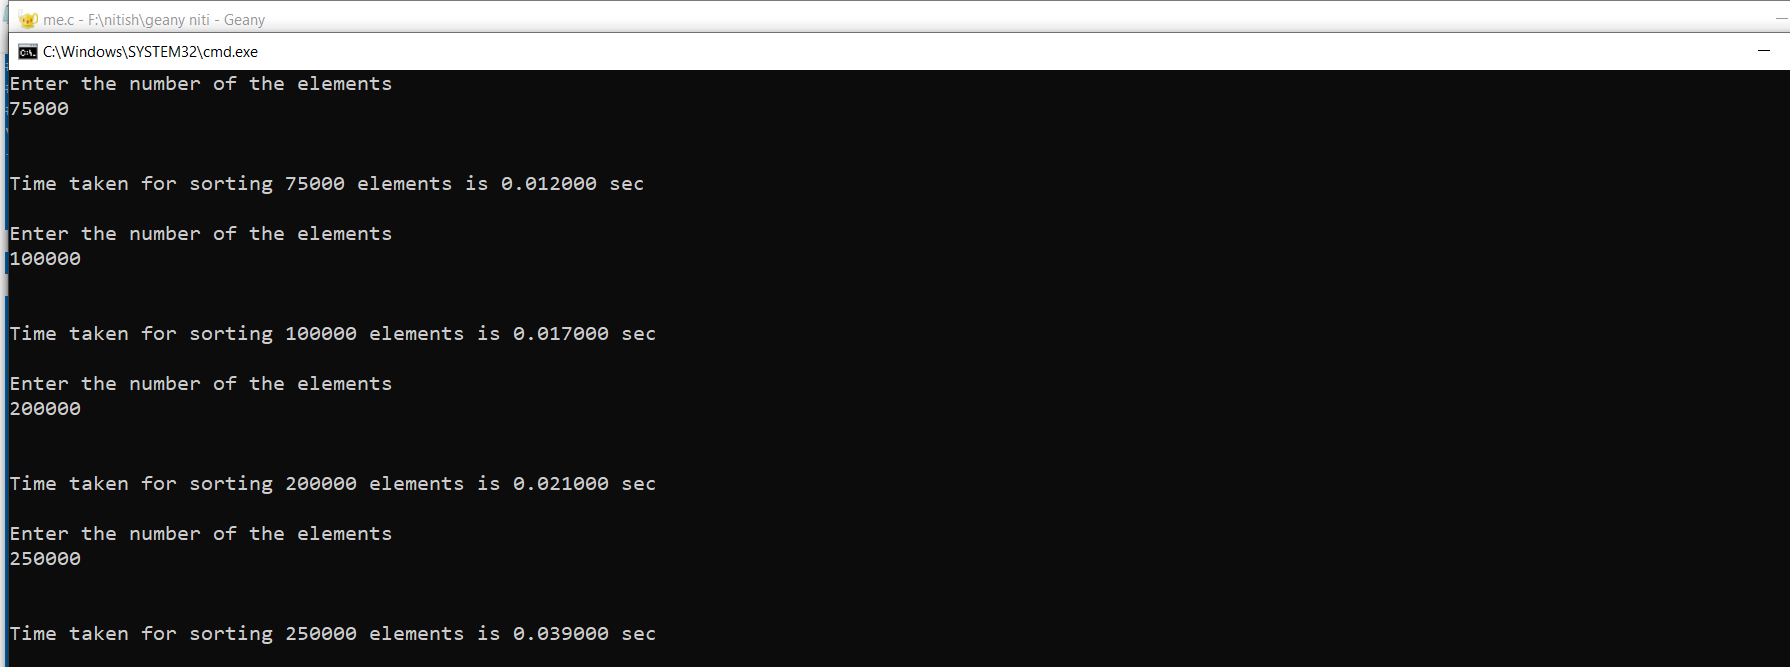 me.c - F:\nitish\geany niti - Geany
C:\Windows\SYSTEM32\cmd.exe
Enter the number of the elements
75000
Time taken for sorting 75000 elements is 0.012000 sec
Enter the number of the elements
100000
Time taken for sorting 100000 elements is 0.017000 sec
Enter the number of the elements
200000
Time taken for sorting 200000 elements is 0.021000 sec
Enter the number of the elements
250000
Time taken for sorting 250000 elements is 0.039000 sec